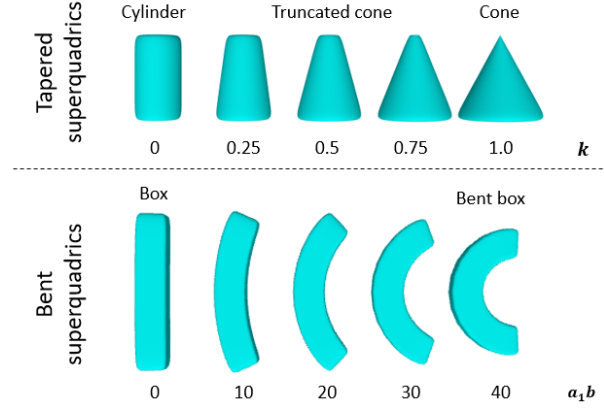 Cylinder Truncated cone Cone
Tapered
superquadrics
0 0.25 0.5 0.75 1.0 k
Box Bent box
Bent
superquadrics
0 10 20 30 40 a₁b